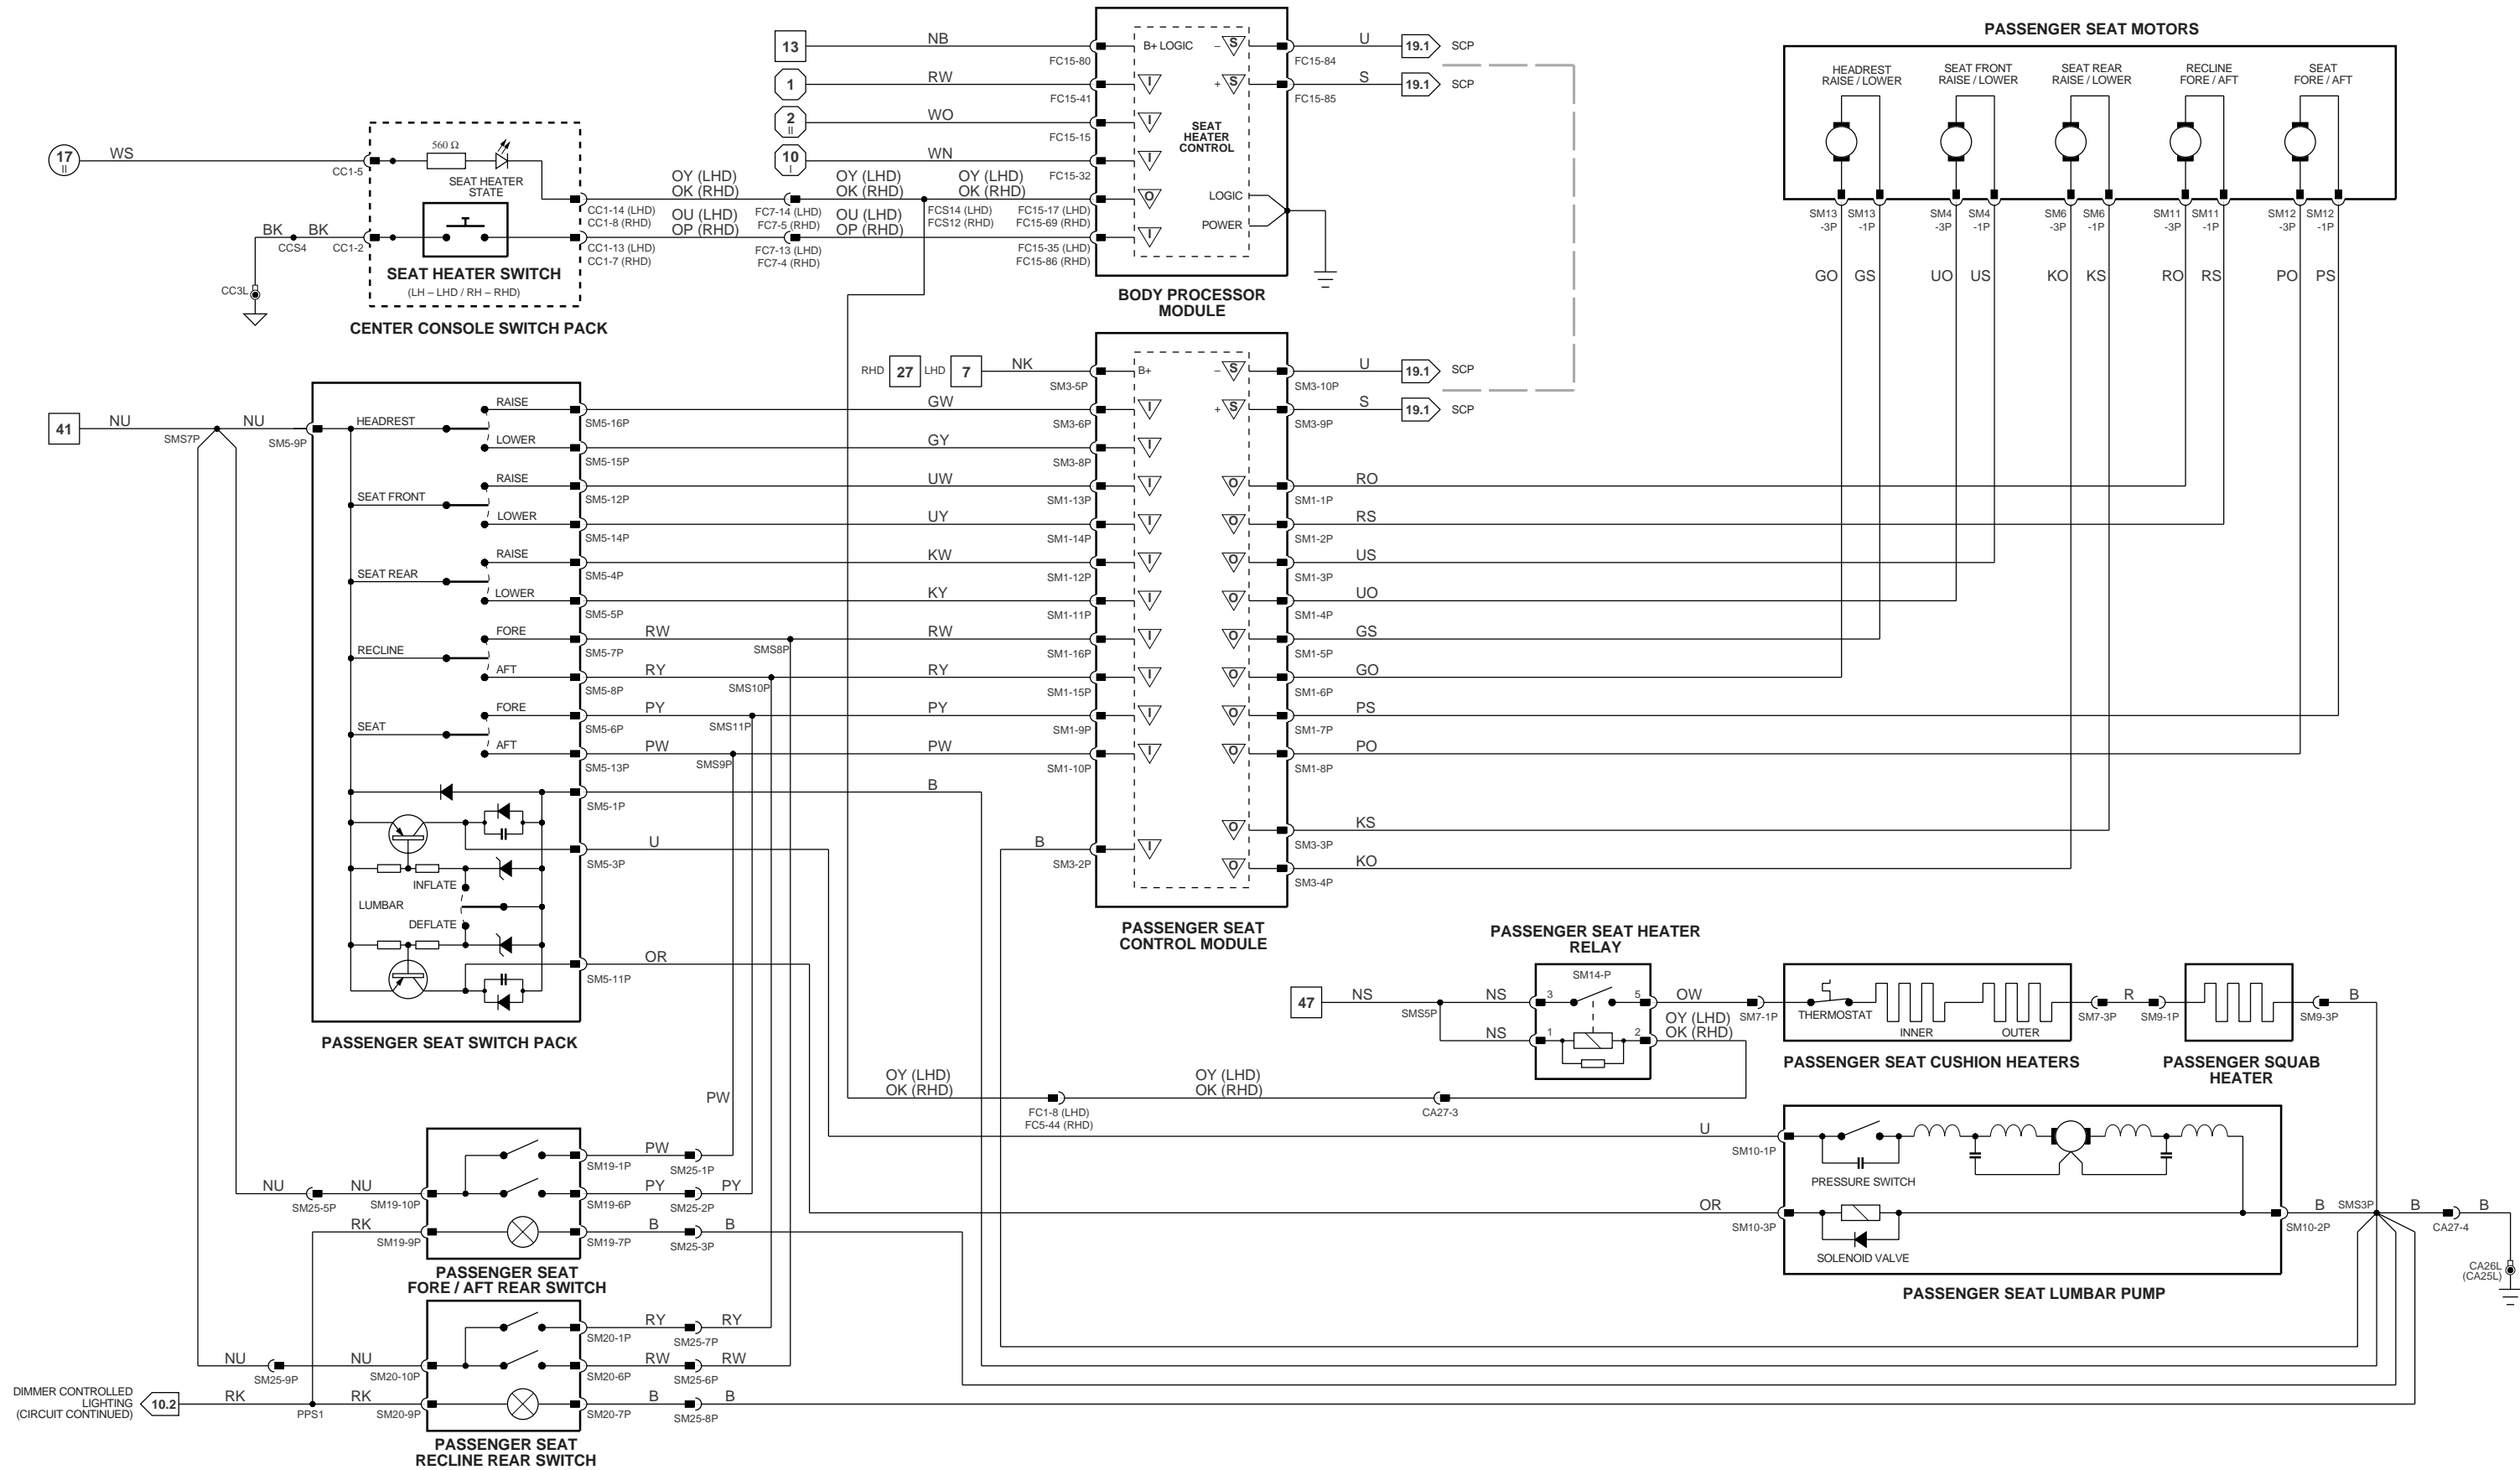 PASSENGER SEAT MOTORS
HEADREST
RAISE / LOWER
SEAT FRONT
RAISE / LOWER
SEAT REAR
RAISE / LOWER
RECLINE
FORE / AFT
SEAT
FORE / AFT
SM13
-3P
SM13
-1P
SM4
-3P
SM4
-1P
SM6
-3P
SM6
-1P
SM11
-3P
SM11
-1P
SM12
-3P
SM12
-1P
GO GS UO US KO KS RO RS PO PS
13 NB FC15-80 B+ LOGIC – S FC15-84 U 19.1 SCP
1 RW FC15-41 I + S FC15-85 S 19.1 SCP
2
II
WO FC15-15 I
SEAT
HEATER
CONTROL
10
I
WN FC15-32 I
17
II
WS CC1-5
560 Ω
SEAT HEATER
STATE
OY (LHD)
OK (RHD)
OY (LHD)
OK (RHD)
OY (LHD)
OK (RHD)
CC1-14 (LHD)
CC1-8 (RHD)
FC7-14 (LHD)
FC7-5 (RHD)
FCS14 (LHD)
FCS12 (RHD)
FC15-17 (LHD)
FC15-69 (RHD)
O LOGIC
POWER
BK BK
CCS4 CC1-2
OU (LHD)
OP (RHD)
OU (LHD)
OP (RHD)
CC1-13 (LHD)
CC1-7 (RHD)
FC7-13 (LHD)
FC7-4 (RHD)
FC15-35 (LHD)
FC15-86 (RHD)
I
CC3L
SEAT HEATER SWITCH
(LH – LHD / RH – RHD)
CENTER CONSOLE SWITCH PACK
BODY PROCESSOR
MODULE
RHD 27 LHD 7 NK SM3-5P B+ – S SM3-10P U 19.1 SCP
+ S SM3-9P S 19.1 SCP
41 NU SMS7P NU SM5-9P
HEADREST
RAISE SM5-16P GW SM3-6P I
LOWER SM5-15P GY SM3-8P I
SEAT FRONT
RAISE SM5-12P UW SM1-13P I O SM1-1P RO
LOWER SM5-14P UY SM1-14P I O SM1-2P RS
SEAT REAR
RAISE SM5-4P KW SM1-12P I O SM1-3P US
LOWER SM5-5P KY SM1-11P I O SM1-4P UO
RECLINE
FORE SM5-7P RW SMS8P RW SM1-16P I O SM1-5P GS
AFT SM5-8P RY SMS10P RY SM1-15P I O SM1-6P GO
SEAT
FORE SM5-6P PY SMS11P PY SM1-9P I O SM1-7P PS
AFT SM5-13P PW SMS9P PW SM1-10P I O SM1-8P PO
SM5-1P B
O SM3-3P KS
SM5-3P U
B SM3-2P I
O SM3-4P KO
INFLATE
LUMBAR
DEFLATE
SM5-11P OR
PASSENGER SEAT SWITCH PACK
PASSENGER SEAT
CONTROL MODULE
PASSENGER SEAT HEATER
RELAY
SM14-P
47 NS SMS5P NS 3 5 OW SM7-1P
NS 1 2
OY (LHD)
OK (RHD)
THERMOSTAT
INNER OUTER
SM7-3P R SM9-1P SM9-3P B
PASSENGER SEAT CUSHION HEATERS
PASSENGER SQUAB
HEATER
OY (LHD)
OK (RHD)
FC1-8 (LHD)
FC5-44 (RHD)
OY (LHD)
OK (RHD)
CA27-3
PW
U SM10-1P
PRESSURE SWITCH
OR SM10-3P
SOLENOID VALVE
SM10-2P B SMS3P B CA27-4 B
CA26L
(CA25L)
PASSENGER SEAT LUMBAR PUMP
SM19-1P PW SM25-1P
NU SM25-5P NU SM19-10P SM19-6P PY SM25-2P PY
RK SM19-9P SM19-7P B SM25-3P B
PASSENGER SEAT
FORE / AFT REAR SWITCH
SM20-1P RY SM25-7P RY
NU SM25-9P NU SM20-10P SM20-6P RW SM25-6P RW
DIMMER CONTROLLED
LIGHTING
(CIRCUIT CONTINUED)
10.2 RK PPS1 RK SM20-9P SM20-7P B SM25-8P B
PASSENGER SEAT
RECLINE REAR SWITCH